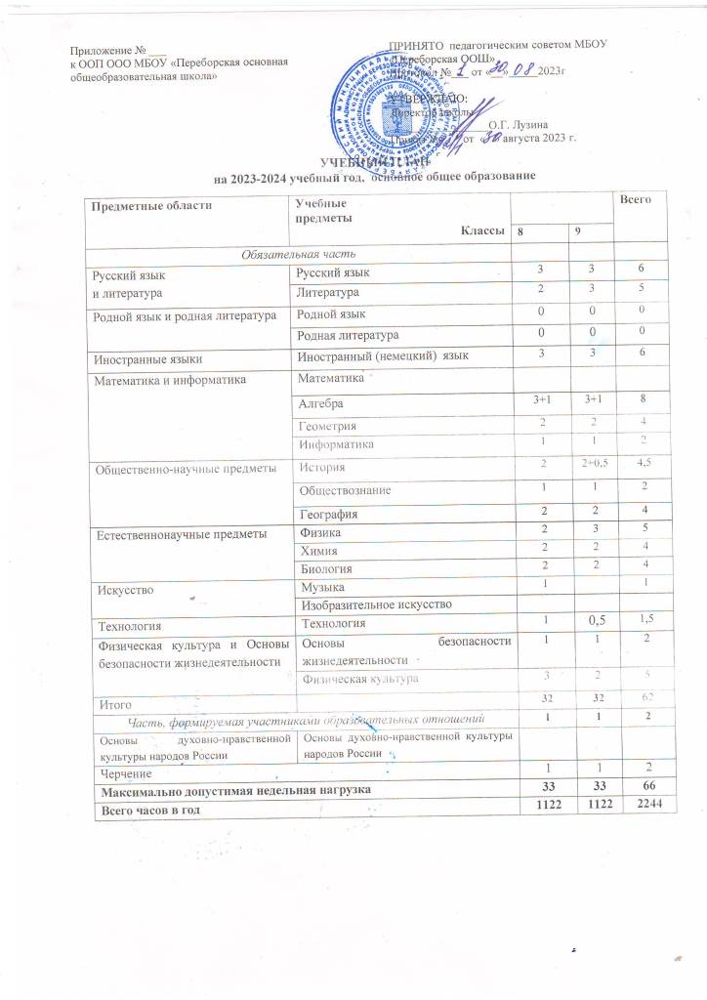 Приложение № ___
к ООП ООО МБОУ «Переборская основная
общеобразовательная школа»
ПРИНЯТО педагогическим советом МБОУ
«Переборская ООШ»
от «30» 08 2023г
УТВЕРЖДАЮ:
О.Г. Лузина
от «30 августа 2023 г.
УЧЕБНЫЙ ПЛАН
на 2023-2024 учебный год, основное общее образование
Предметные области Учебные предметы Классы 8 9 Всего
Обязательная часть
Русский язык и литература Русский язык 3 3 6
Литература 2 3 5
Родной язык и родная литература Родной язык 0 0 0
Родная литература 0 0 0
Иностранные языки Иностранный (немецкий) язык 3 3 6
Математика и информатика Математика
Алгебра 3+1 3+1 8
Геометрия 2 2 4
Информатика 1 1 2
Общественно-научные предметы История 2 2+0,5 4,5
Обществознание 1 1 2
География 2 2 4
Естественнонаучные предметы Физика 2 3 5
Химия 2 2 4
Биология 2 2 4
Искусство Музыка 1 1
Изобразительное искусство
Технология Технология 1 0,5 1,5
Физическая культура и Основы безопасности жизнедеятельности Основы безопасности жизнедеятельности 1 1 2
Физическая культура 3 2 5
Итого 32 32 62
Часть, формируемая участниками образовательных отношений 1 1 2
Основы духовно-нравственной культуры народов России Основы духовно-нравственной культуры народов России
Черчение 1 1 2
Максимально допустимая недельная нагрузка 33 33 66
Всего часов в год 1122 1122 2244